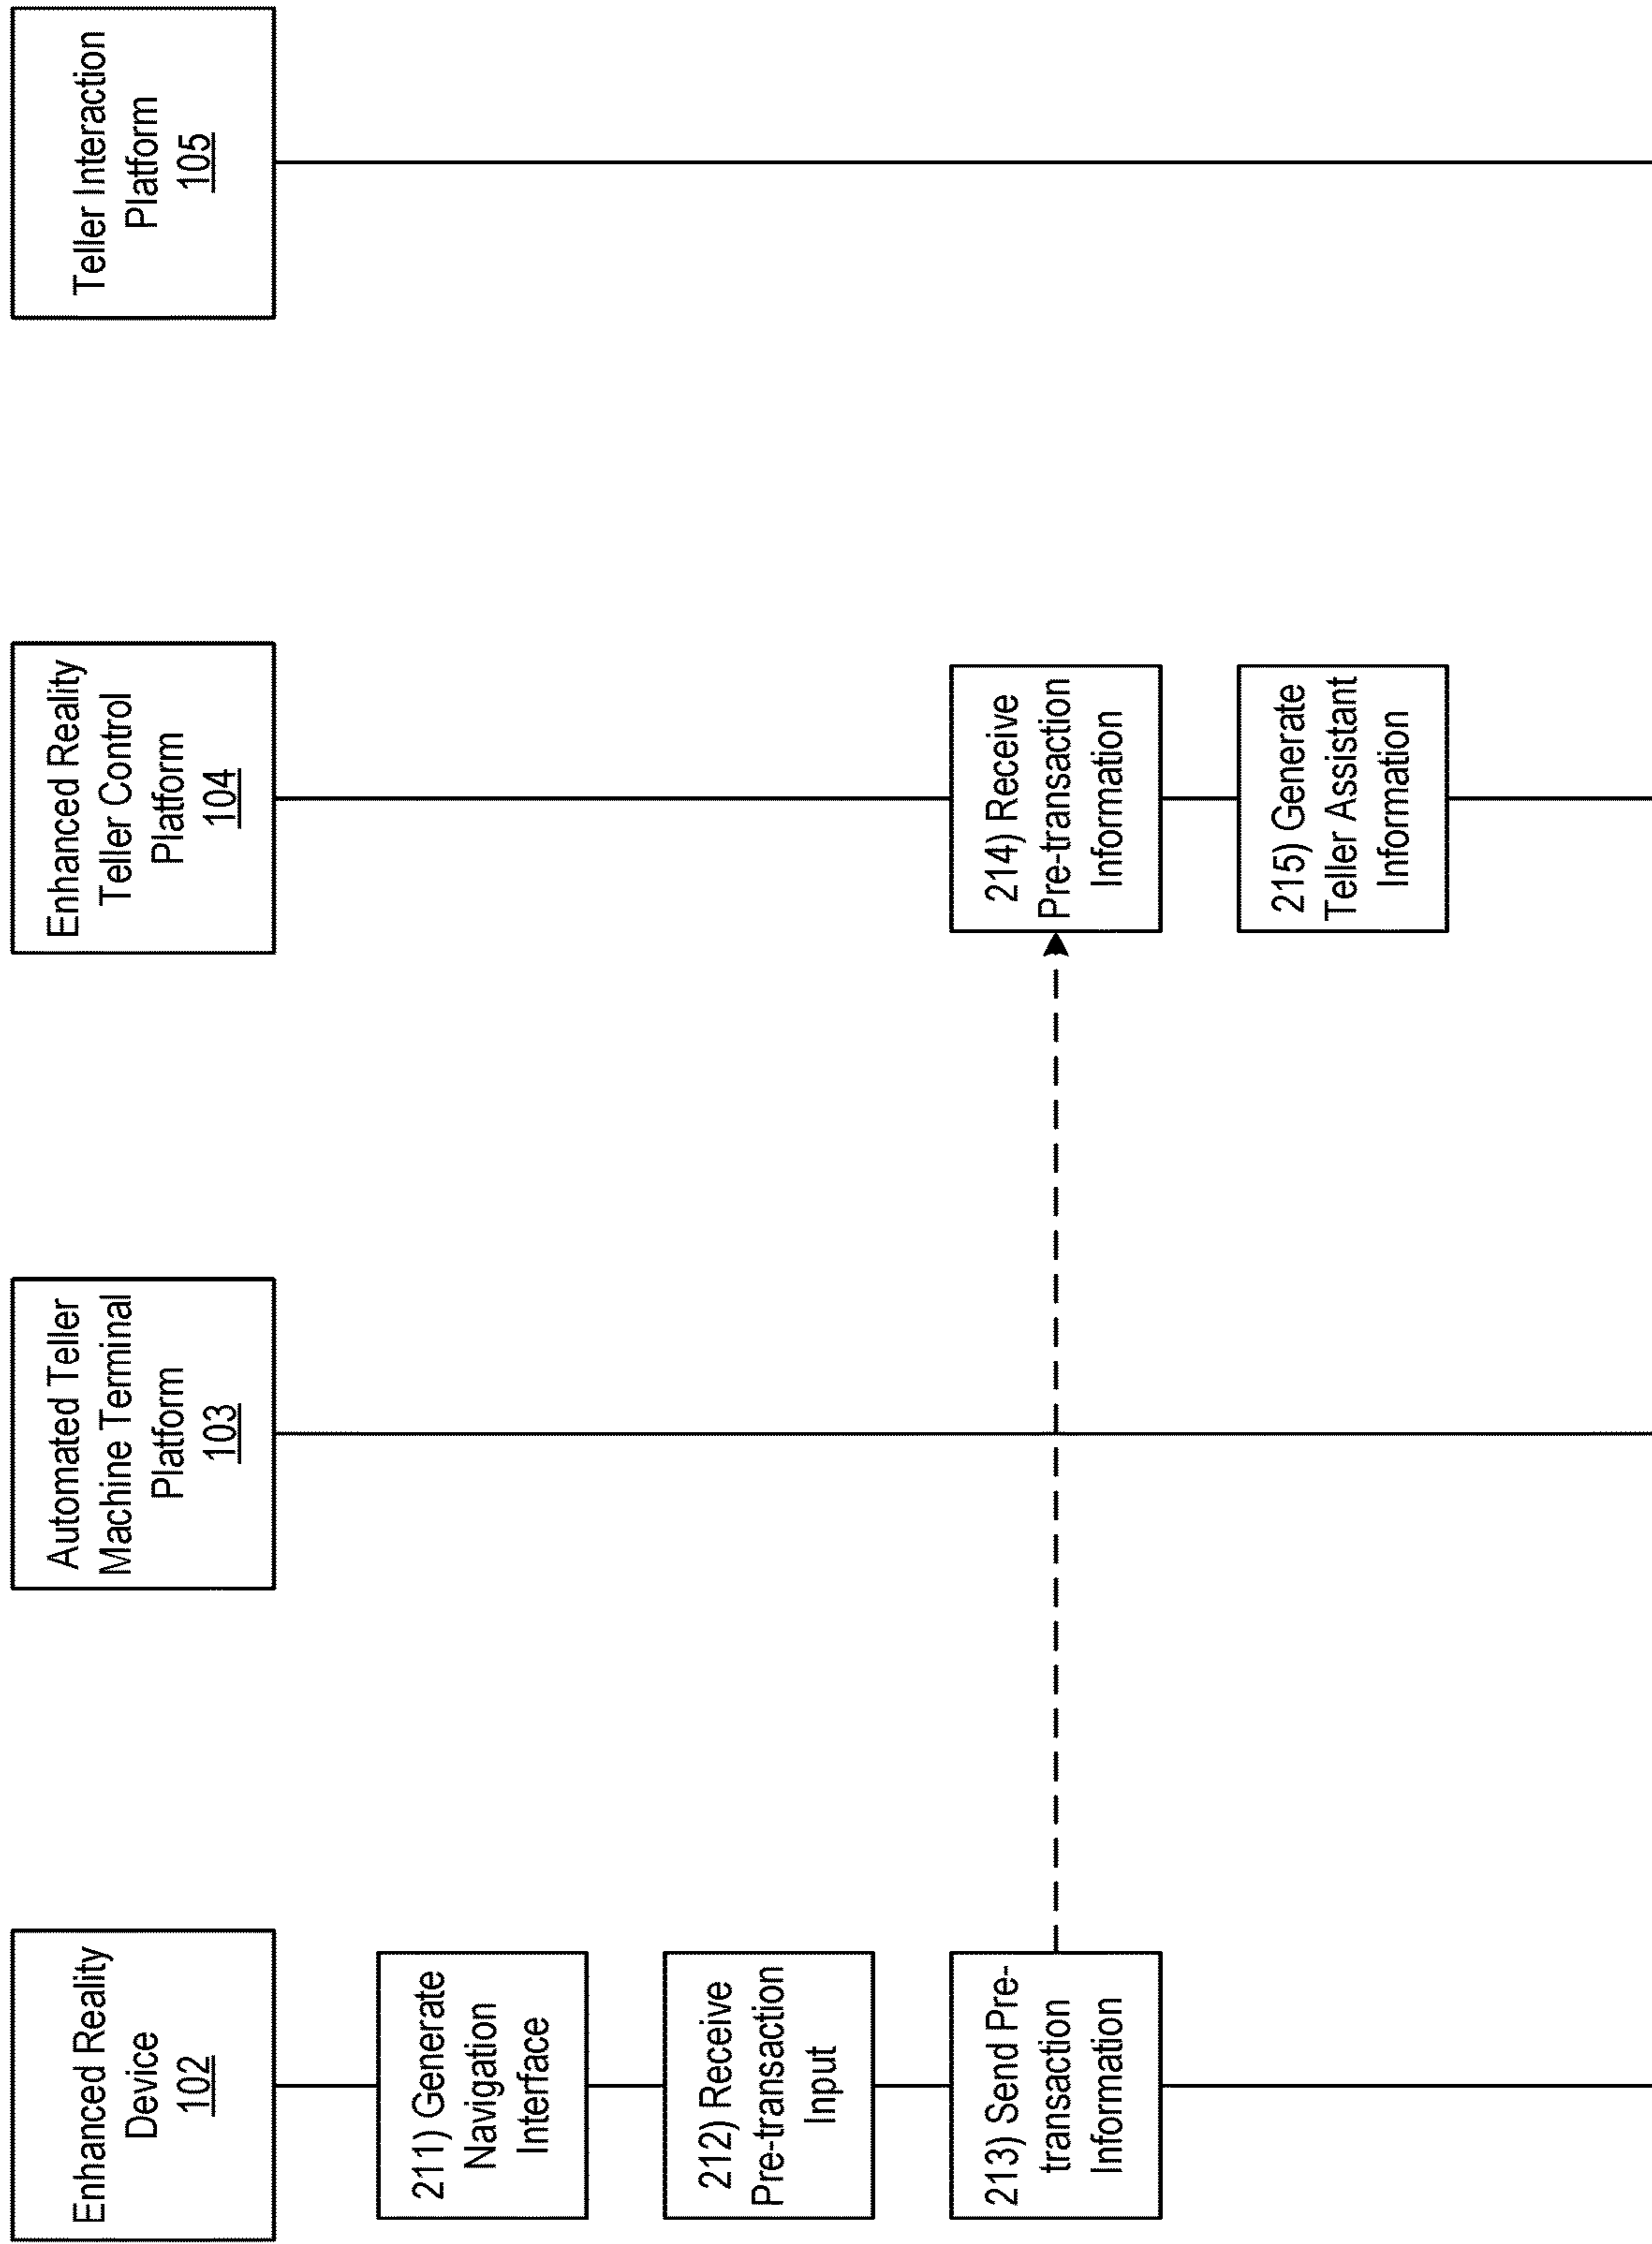 Enhanced Reality
Device
102
Automated Teller
Machine Terminal
Platform
103
Enhanced Reality
Teller Control
Platform
104
Teller Interaction
Platform
105
211) Generate
Navigation
Interface
212) Receive
Pre-transaction
Input
213) Send Pre-
transaction
Information
214) Receive
Pre-transaction
Information
215) Generate
Teller Assistant
Information